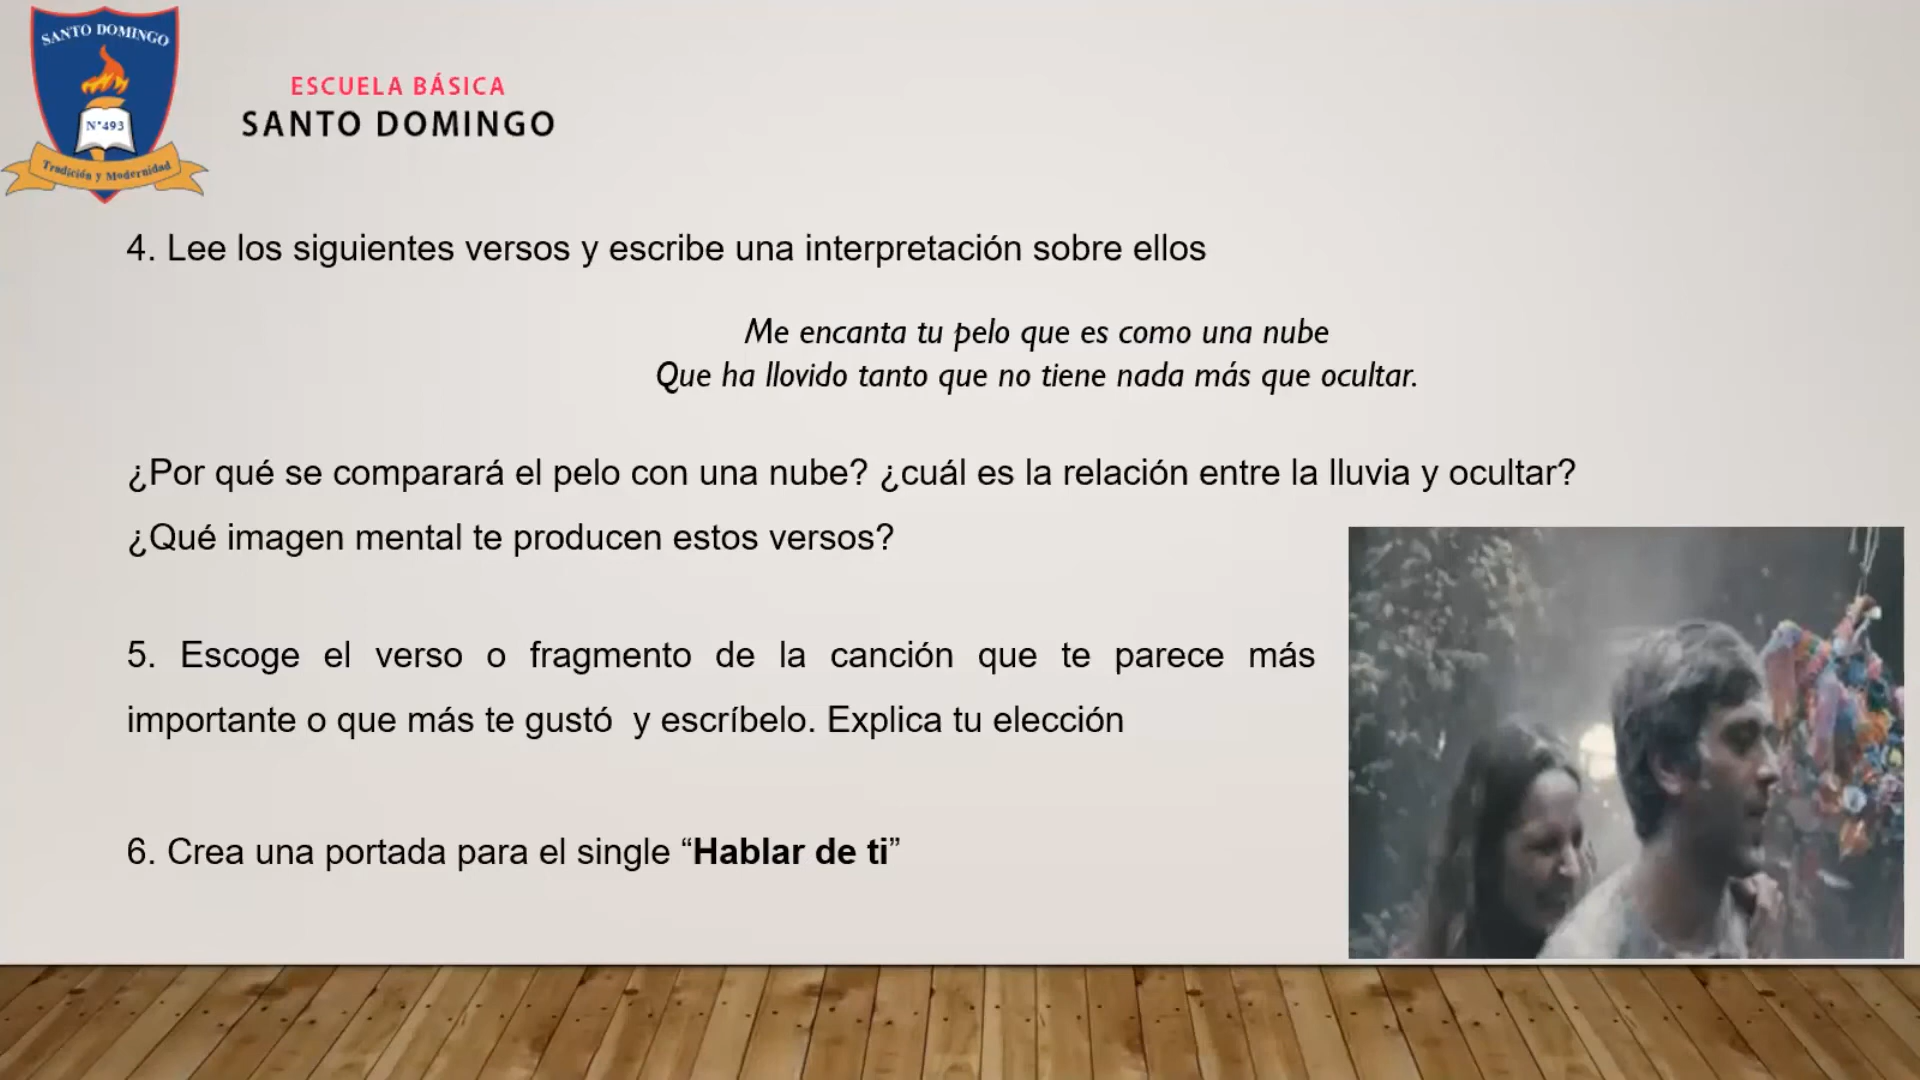 SANTO DOMINGO
N°493
Tradición y Modernidad
ESCUELA BÁSICA
SANTO DOMINGO
4. Lee los siguientes versos y escribe una interpretación sobre ellos
Me encanta tu pelo que es como una nube
Que ha llovido tanto que no tiene nada más que ocultar.
¿Por qué se comparará el pelo con una nube? ¿cuál es la relación entre la lluvia y ocultar?
¿Qué imagen mental te producen estos versos?
5. Escoge el verso o fragmento de la canción que te parece más
importante o que más te gustó y escríbelo. Explica tu elección
6. Crea una portada para el single “Hablar de ti”